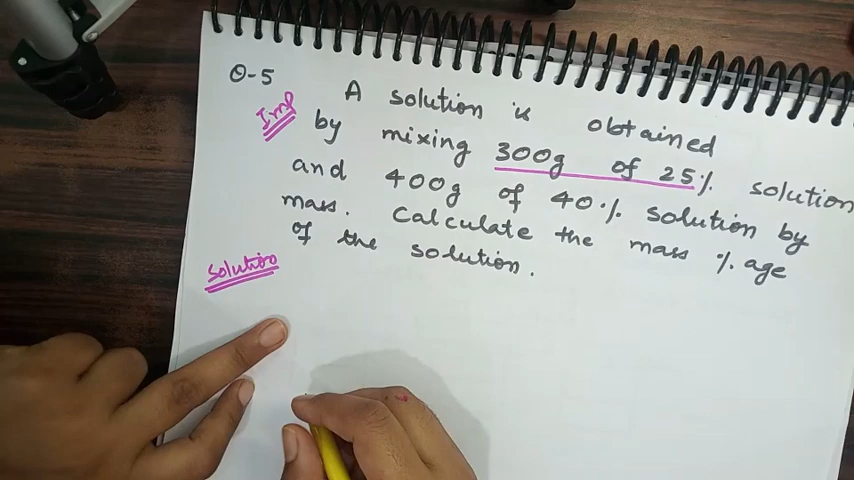 Q-5 A solution is obtained
Imp by mixing 300g of 25% solution
and 400g of 40% solution by
mass. Calculate the mass %age
of the solution.
Solution